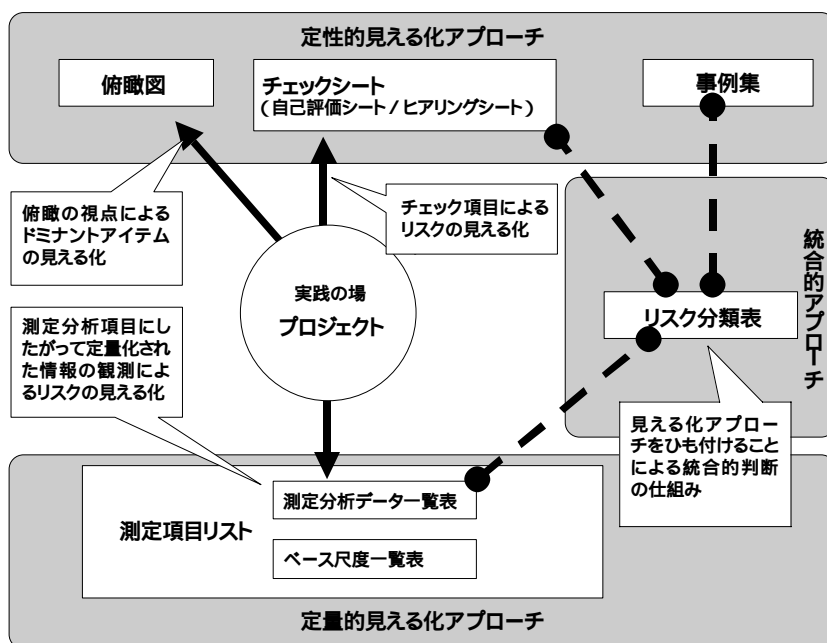 定性的見える化アプローチ
俯瞰図
チェックシート
(自己評価シート/ヒアリングシート)
事例集
俯瞰の視点による
ドミナントアイテム
の見える化
チェック項目による
リスクの見える化
統合的アプローチ
実践の場
プロジェクト
リスク分類表
測定分析項目にし
たがって定量化され
た情報の観測によ
るリスクの見える化
見える化アプロー
チをひも付けること
による統合的判断
の仕組み
測定項目リスト
測定分析データ一覧表
ベース尺度一覧表
定量的見える化アプローチ